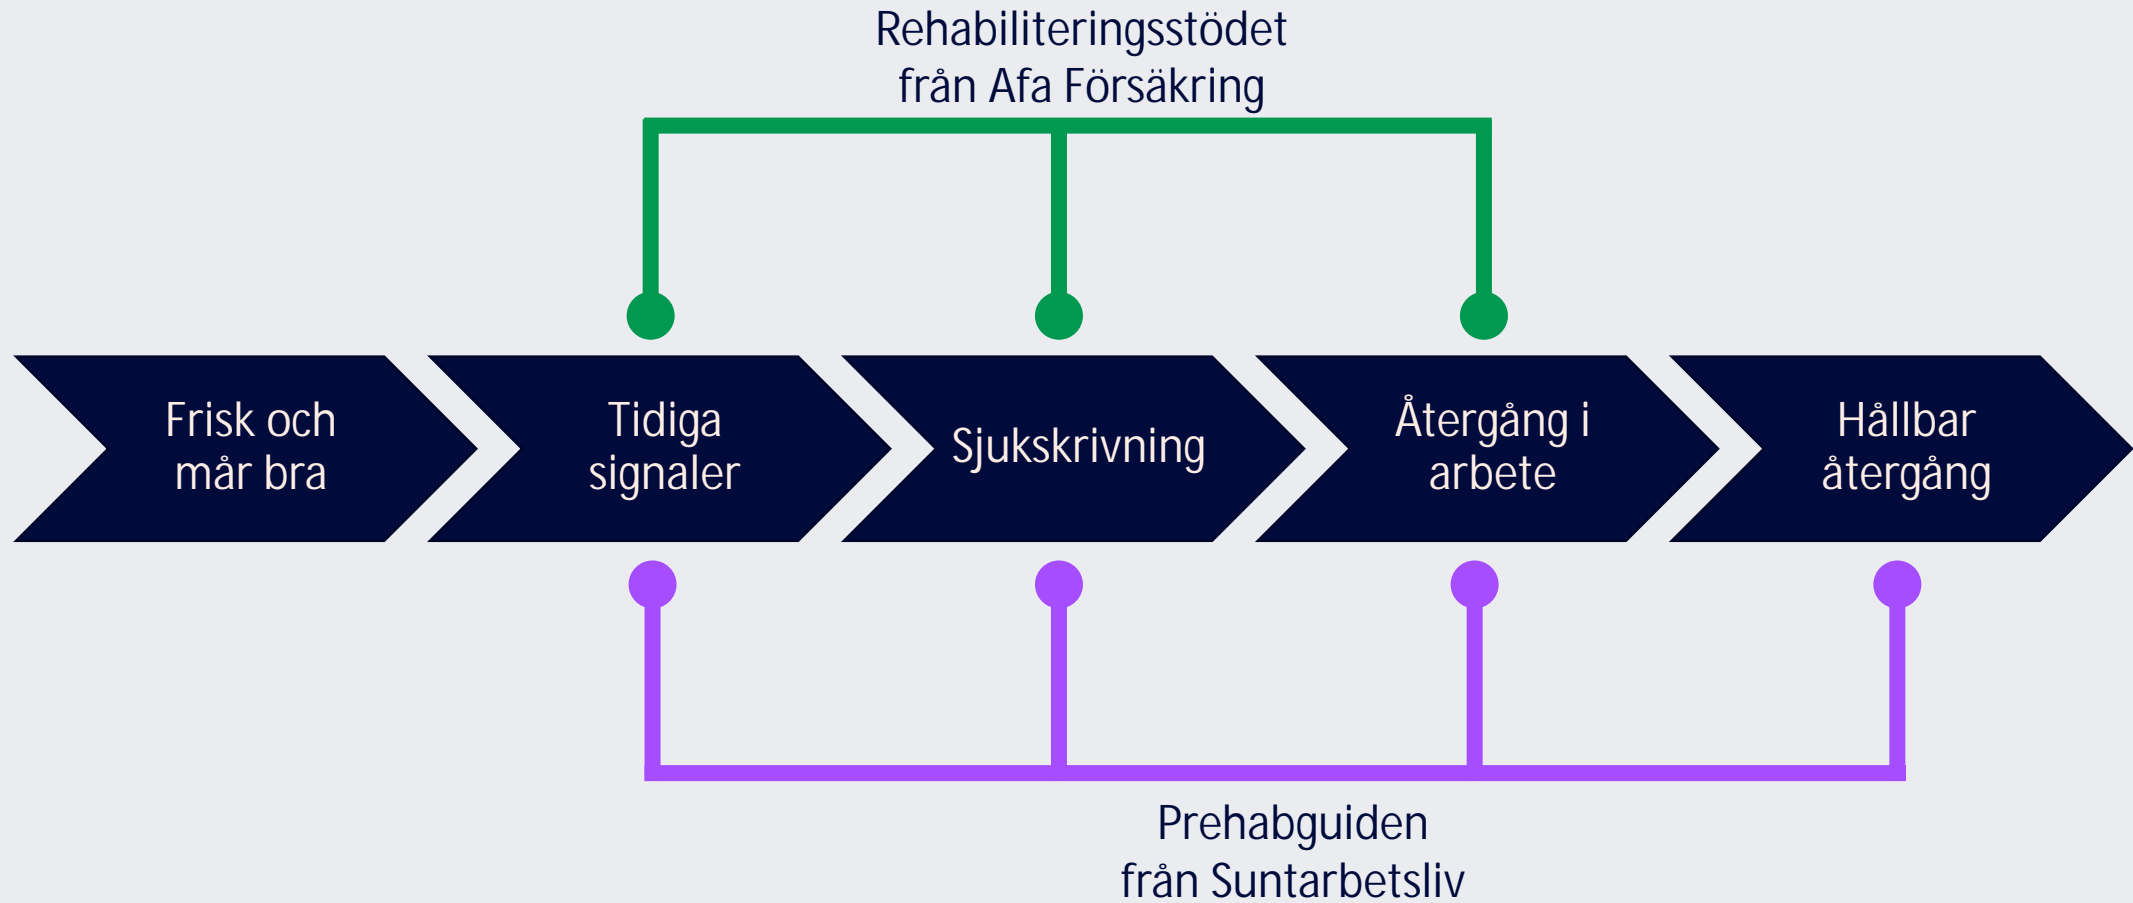 Rehabiliteringsstödet
från Afa Försäkring
Frisk och
mår bra
Tidiga
signaler
Sjukskrivning
Återgång i
arbete
Hållbar
återgång
Prehabguiden
från Suntarbetsliv